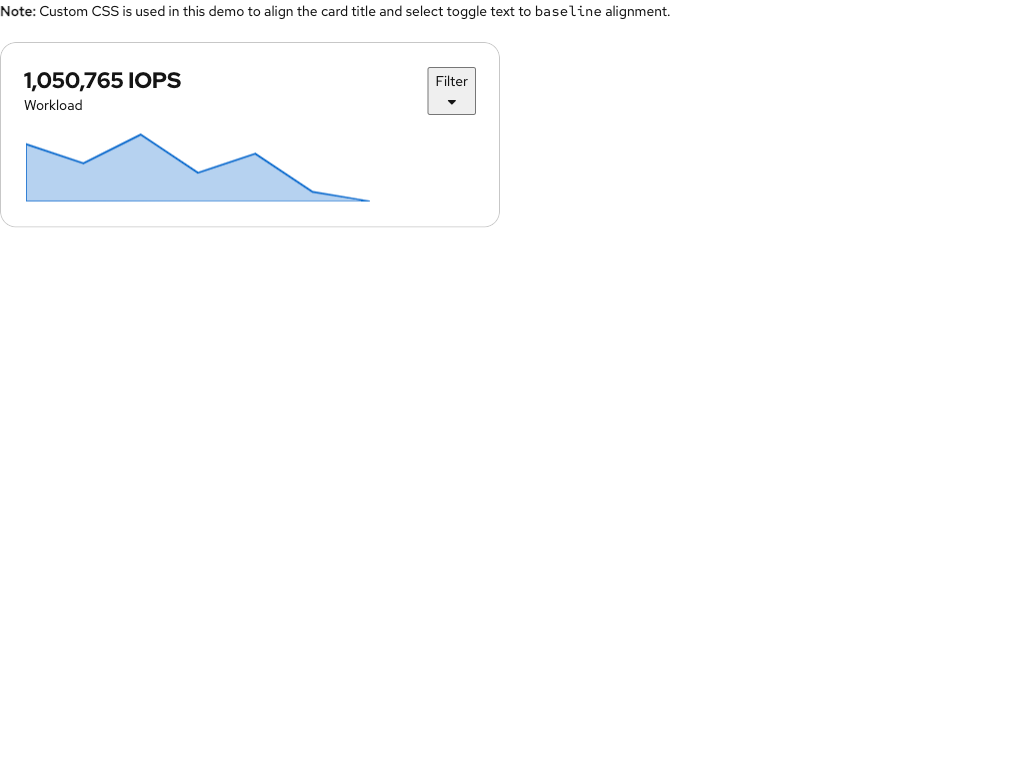 Note: Custom CSS is used in this demo to align the card title and select toggle text to baseline alignment.
1,050,765 IOPS
Workload
Filter